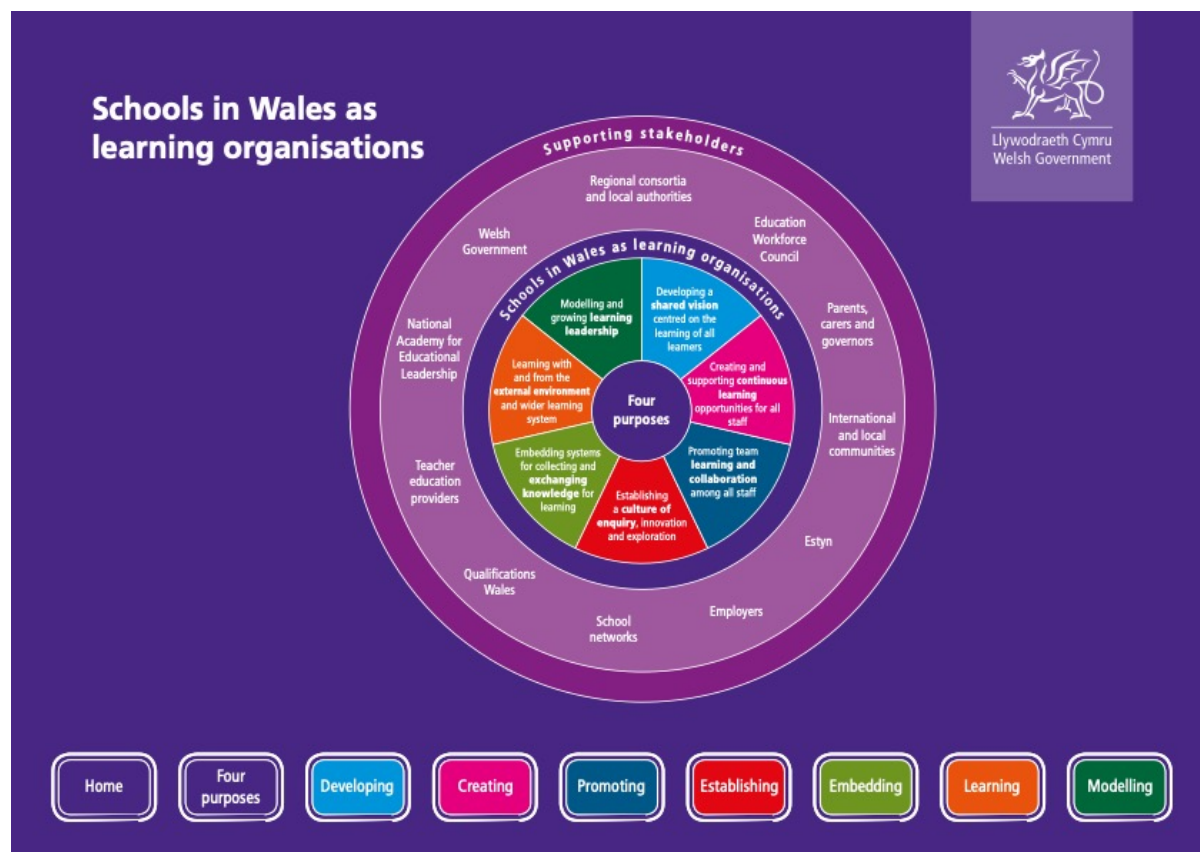 Schools in Wales as
learning organisations
Llywodraeth Cymru
Welsh Government
Supporting stakeholders
Regional consortia
and local authorities
Education
Workforce
Council
Parents,
carers and
governors
International
and local
communities
Estyn
Employers
School
networks
Qualifications
Wales
Teacher
education
providers
National
Academy for
Educational
Leadership
Welsh
Government
Schools in Wales as learning organisations
Developing a
shared vision
centred on the
learning of all
learners
Creating and
supporting continuous
learning
opportunities for all
staff
Promoting team
learning and
collaboration
among all staff
Establishing
a culture of
enquiry, innovation
and exploration
Embedding systems
for collecting and
exchanging
knowledge for
learning
Learning with
and from the
external environment
and wider learning
system
Modelling and
growing learning
leadership
Four
purposes
Home
Four
purposes
Developing
Creating
Promoting
Establishing
Embedding
Learning
Modelling